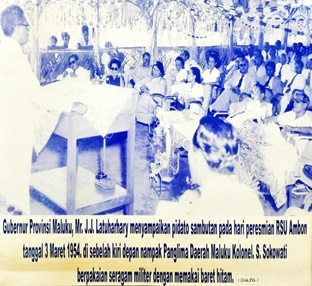 Gubernur Provinsi Maluku, Mr. J.J. Latuharhary menyampaikan pidato sambutan pada hari peresmian RSU Ambon
tanggal 3 Maret 1954. di sebelah kiri depan nampak Panglima Daerah Maluku Kolonel. S. Sokowati
berpakaian seragam militer dengan memakai baret hitam. ( Dok.Pri. )